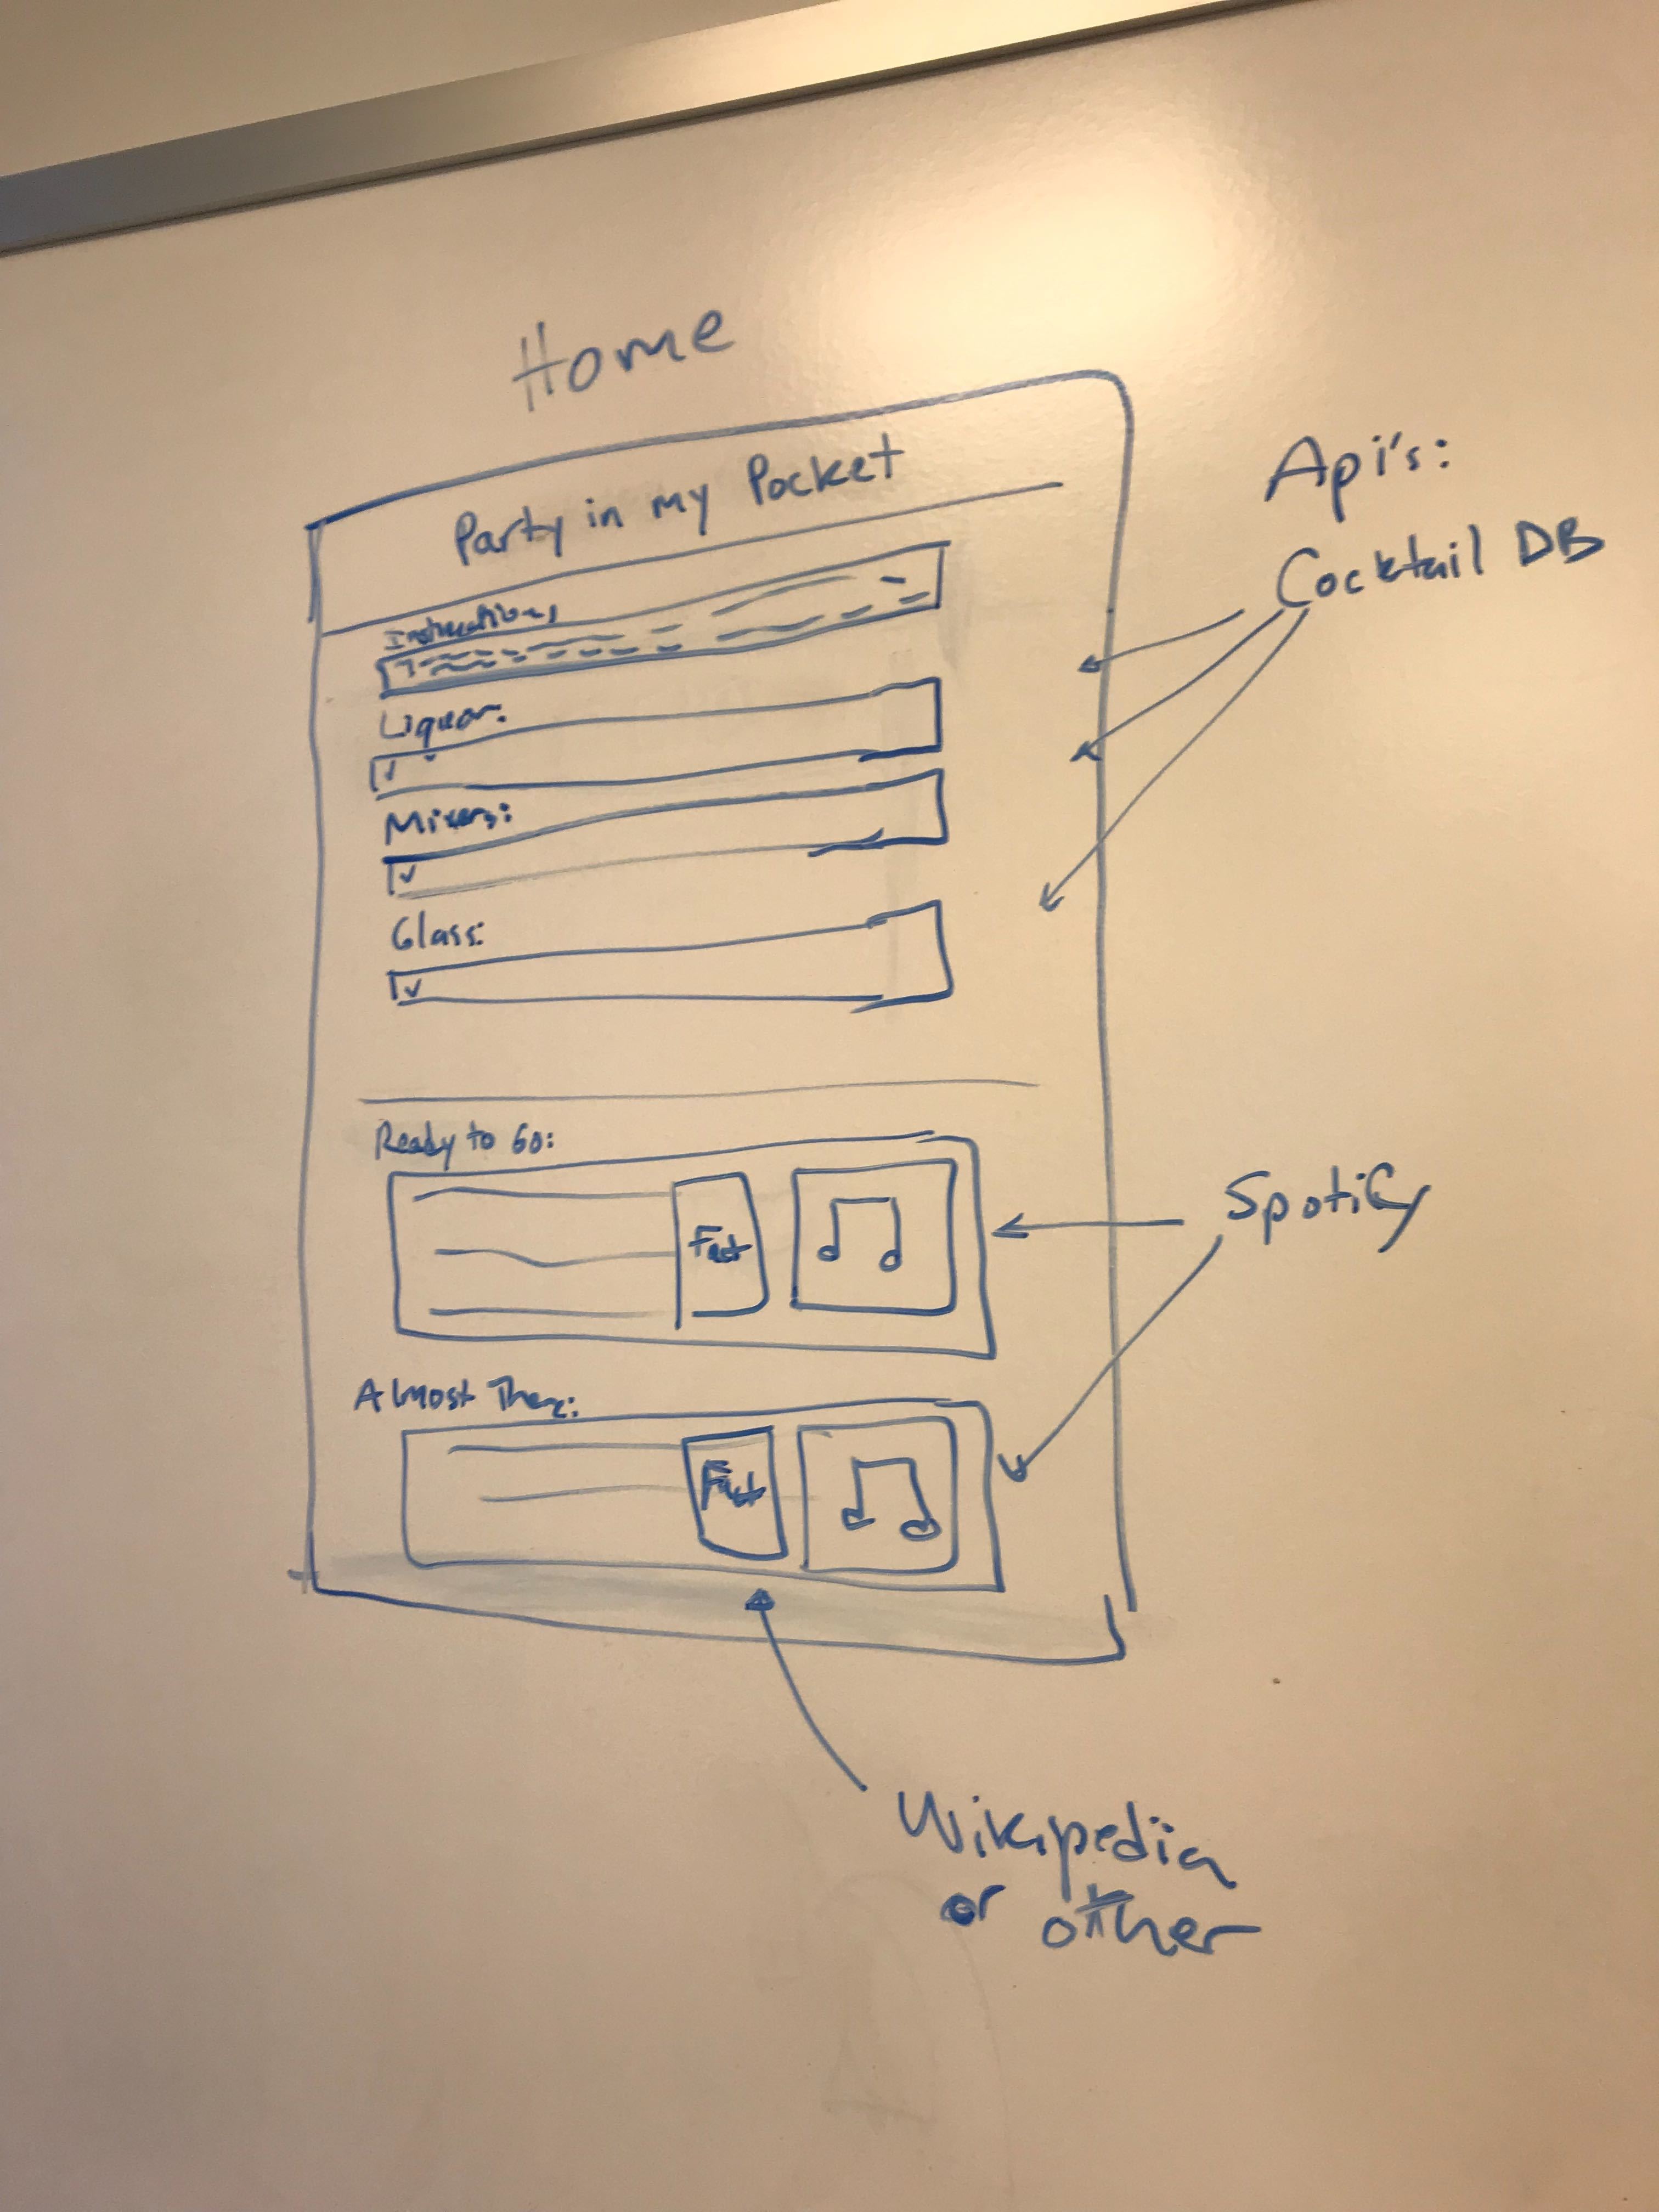 Home
Party in my Pocket
Api's:
Cocktail DB
Instructions
Liquor:
Mixers:
Glass:
Ready to Go:
Fact
Spotify
Almost There:
Fact
Wikipedia
or other